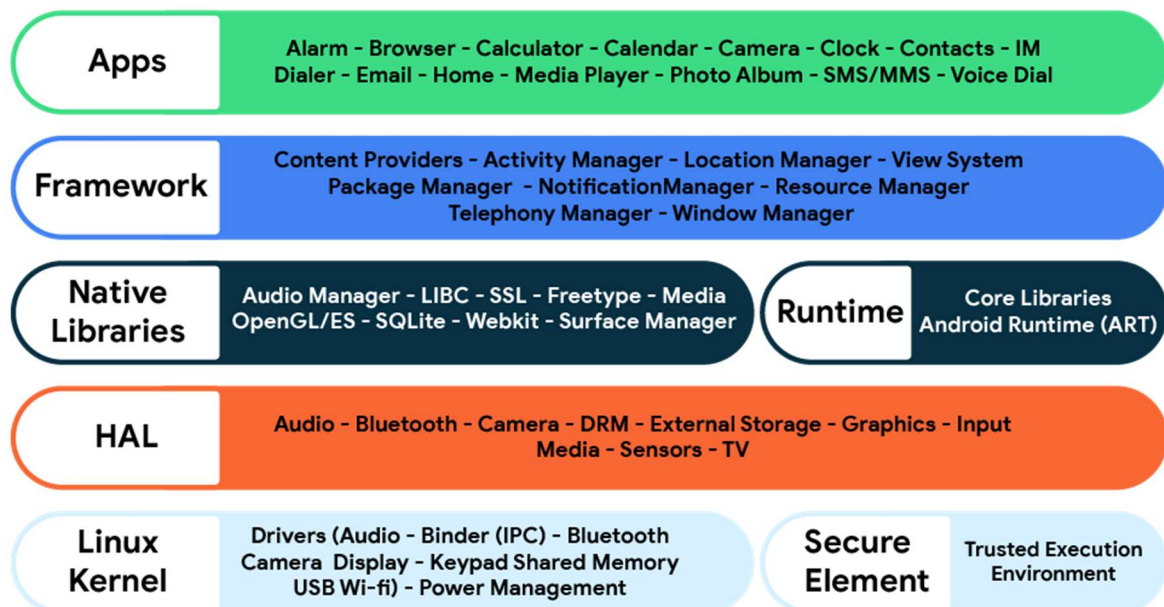 Apps
Alarm - Browser - Calculator - Calendar - Camera - Clock - Contacts - IM
Dialer - Email - Home - Media Player - Photo Album - SMS/MMS - Voice Dial
Framework
Content Providers - Activity Manager - Location Manager - View System
Package Manager - NotificationManager - Resource Manager
Telephony Manager - Window Manager
Native
Libraries
Audio Manager - LIBC - SSL - Freetype - Media
OpenGL/ES - SQLite - Webkit - Surface Manager
Runtime
Core Libraries
Android Runtime (ART)
HAL
Audio - Bluetooth - Camera - DRM - External Storage - Graphics - Input
Media - Sensors - TV
Linux
Kernel
Drivers (Audio - Binder (IPC) - Bluetooth
Camera Display - Keypad Shared Memory
USB Wi-fi) - Power Management
Secure
Element
Trusted Execution
Environment